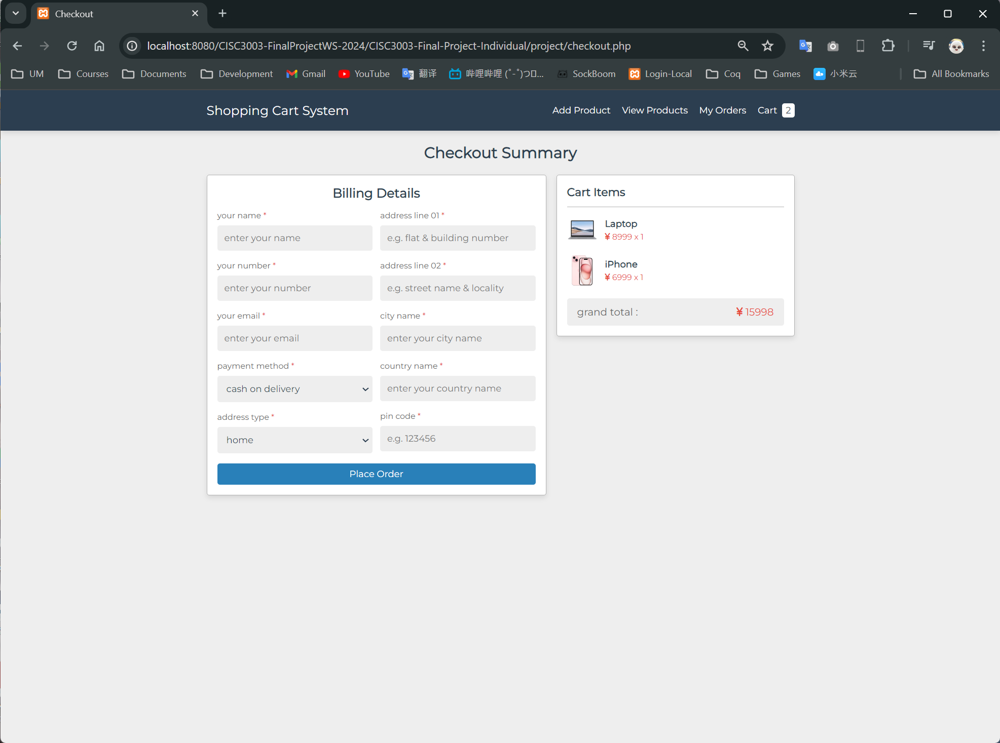 Checkout
localhost:8080/CISC3003-FinalProjectWS-2024/CISC3003-Final-Project-Individual/project/checkout.php
UM Courses Documents Development Gmail YouTube 翻译 哔哩哔哩 (゜-゜)つロ... SockBoom Login-Local Coq Games 小米云 All Bookmarks
Shopping Cart System Add Product View Products My Orders Cart 2
Checkout Summary
Billing Details
your name *
enter your name
address line 01 *
e.g. flat & building number
your number *
enter your number
address line 02 *
e.g. street name & locality
your email *
enter your email
city name *
enter your city name
payment method *
cash on delivery
country name *
enter your country name
address type *
home
pin code *
e.g. 123456
Place Order
Cart Items
Laptop
¥ 8999 x 1
iPhone
¥ 6999 x 1
grand total : ¥ 15998